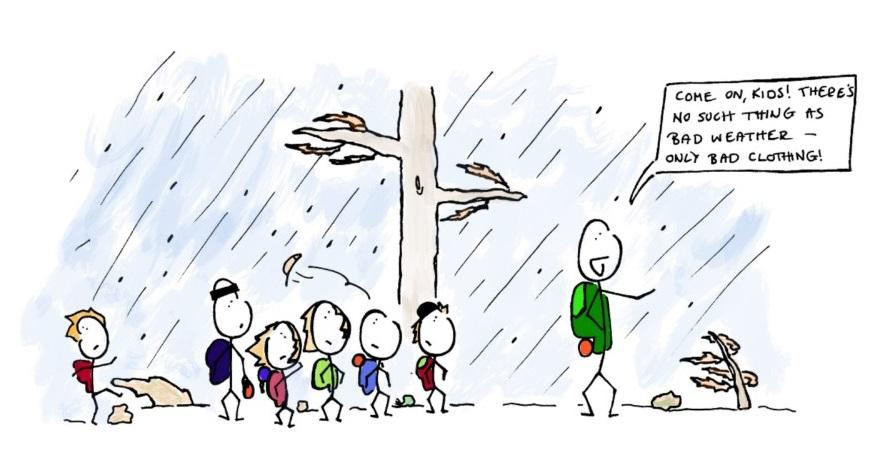 COME ON, KIDS! THERE'S
NO SUCH THING AS
BAD WEATHER –
ONLY BAD CLOTHING!